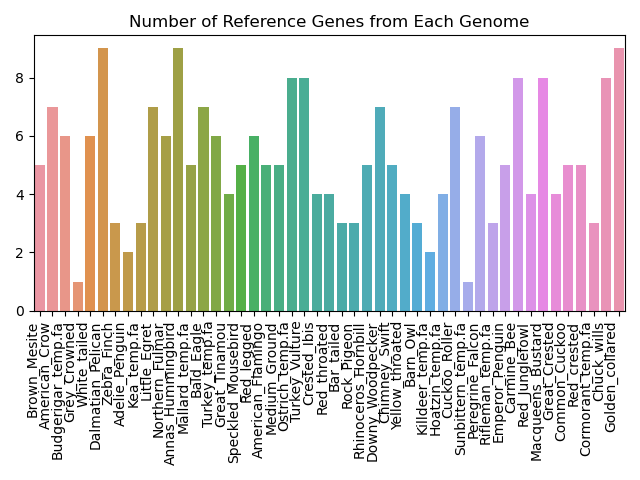 Number of Reference Genes from Each Genome
8
6
4
2
0
Brown_Mesite
American_Crow
Budgerigar_temp.fa
Grey_Crowned
White_tailed
Dalmatian_Pelican
Zebra_Finch
Adelie_Penguin
Kea_temp.fa
Little_Egret
Northern_Fulmar
Annas_Hummingbird
Mallard_temp.fa
Bald_Eagle
Turkey_temp.fa
Great_Tinamou
Speckled_Mousebird
Red_legged
American_Flamingo
Medium_Ground
Ostrich_temp.fa
Turkey_Vulture
Crested_Ibis
Red_throated
Bar_tailed
Rock_Pigeon
Rhinoceros_Hornbill
Downy_Woodpecker
Chimney_Swift
Yellow_throated
Barn_Owl
Killdeer_temp.fa
Hoatzin_temp.fa
Cuckoo_Roller
Sunbittern_temp.fa
Peregrine_Falcon
Rifleman_temp.fa
Emperor_Penguin
Carmine_Bee
Red_Junglefowl
Macqueens_Bustard
Great_Crested
Common_Cuckoo
Red_crested
Cormorant_temp.fa
Chuck_wills
Golden_collared